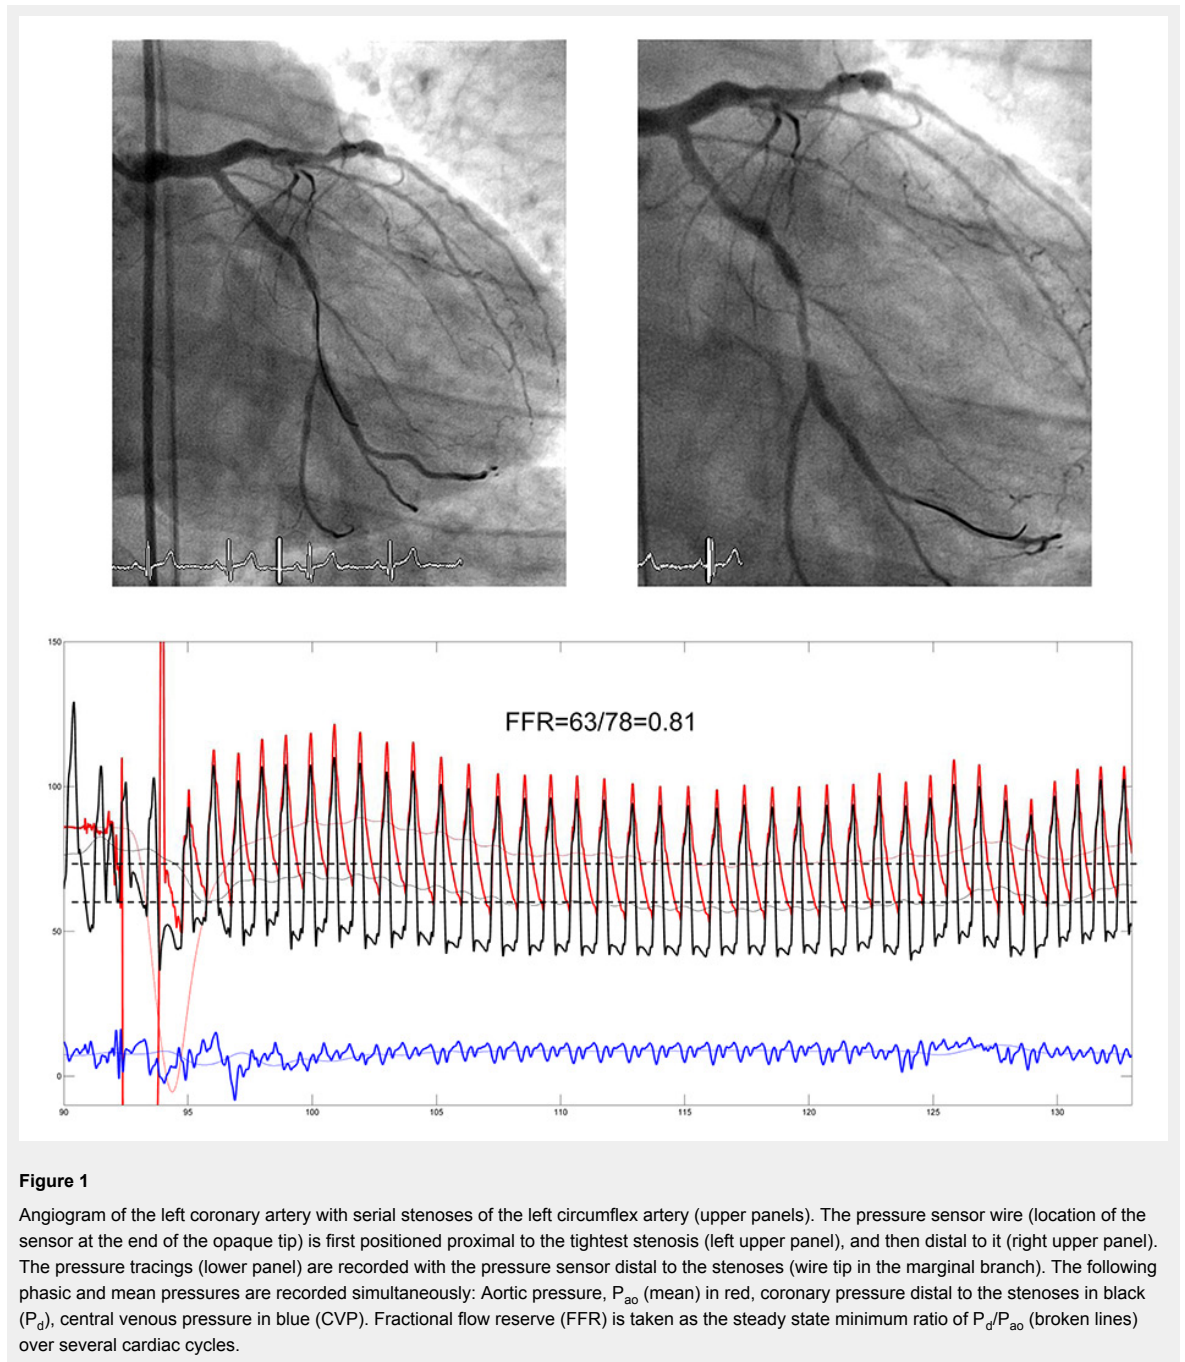 150
FFR=63/78=0.81
100
50
0
90 95 100 105 110 115 120 125 130
Figure 1
Angiogram of the left coronary artery with serial stenoses of the left circumflex artery (upper panels). The pressure sensor wire (location of the
sensor at the end of the opaque tip) is first positioned proximal to the tightest stenosis (left upper panel), and then distal to it (right upper panel).
The pressure tracings (lower panel) are recorded with the pressure sensor distal to the stenoses (wire tip in the marginal branch). The following
phasic and mean pressures are recorded simultaneously: Aortic pressure, Pao (mean) in red, coronary pressure distal to the stenoses in black
(Pd), central venous pressure in blue (CVP). Fractional flow reserve (FFR) is taken as the steady state minimum ratio of Pd/Pao (broken lines)
over several cardiac cycles.